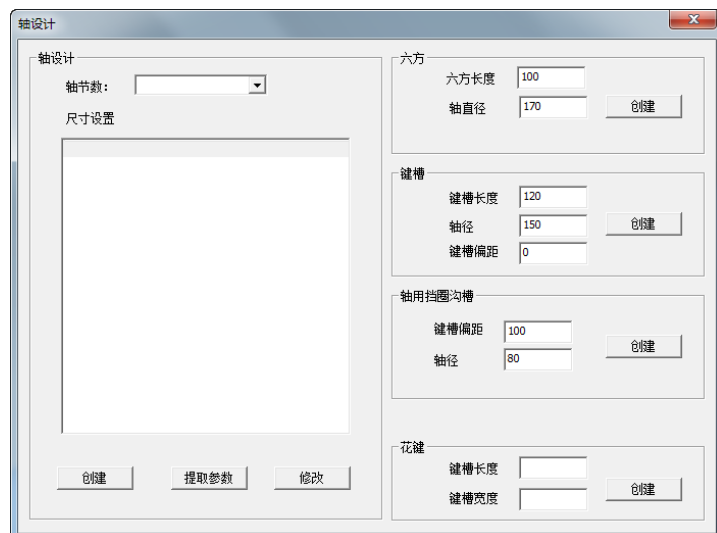 轴设计
轴设计
轴节数:
尺寸设置
创建
提取参数
修改
六方
六方长度
100
轴直径
170
创建
键槽
键槽长度
120
轴径
150
键槽偏距
0
创建
轴用挡圈沟槽
键槽偏距
100
轴径
80
创建
花键
键槽长度
键槽宽度
创建